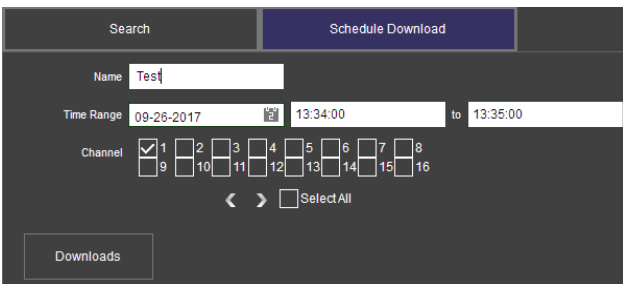 Search Schedule Download
Name Test
Time Range 09-26-2017 13:34:00 to 13:35:00
Channel 1 2 3 4 5 6 7 8
9 10 11 12 13 14 15 16
Select All
Downloads